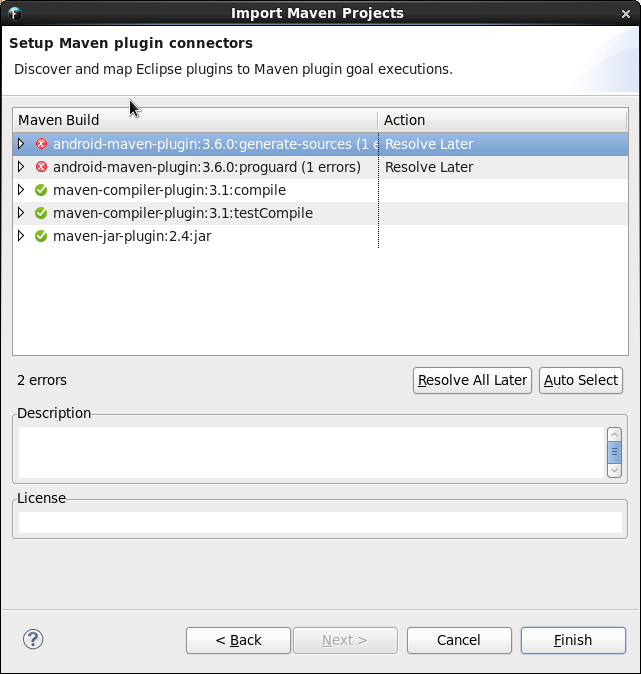 Import Maven Projects
Setup Maven plugin connectors
Discover and map Eclipse plugins to Maven plugin goal executions.
Maven Build Action
android-maven-plugin:3.6.0:generate-sources (1 e Resolve Later
android-maven-plugin:3.6.0:proguard (1 errors) Resolve Later
maven-compiler-plugin:3.1:compile
maven-compiler-plugin:3.1:testCompile
maven-jar-plugin:2.4:jar
2 errors Resolve All Later Auto Select
Description
License
? < Back Next > Cancel Finish